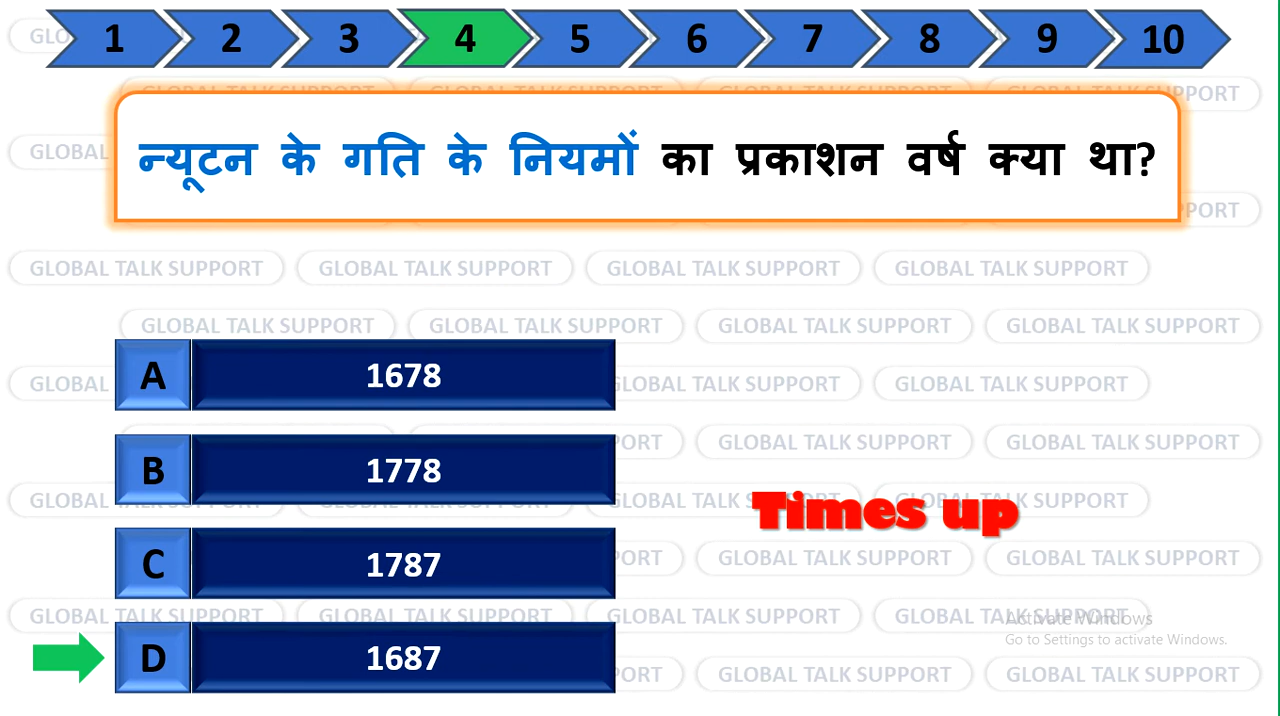 1 2 3 4 5 6 7 8 9 10
न्यूटन के गति के नियमों का प्रकाशन वर्ष क्या था?
A 1678
B 1778
C 1787
D 1687
Times up
GLOBAL TALK SUPPORT
Activate Windows
Go to Settings to activate Windows.